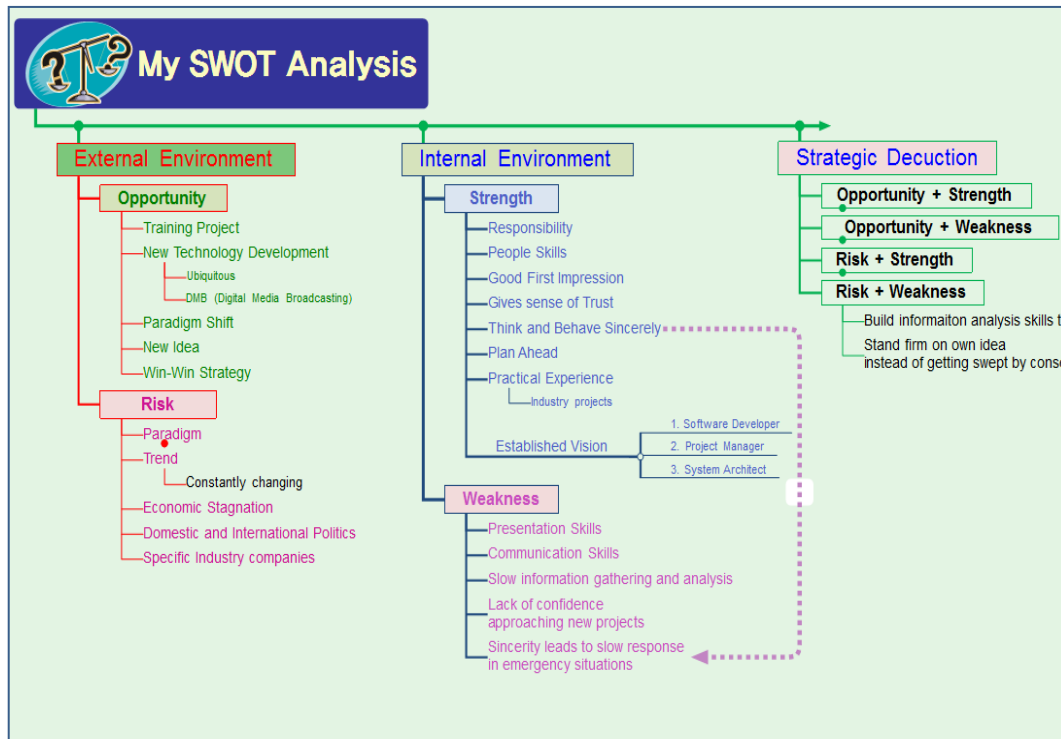 My SWOT Analysis
External Environment
Opportunity
Training Project
New Technology Development
Ubiquitous
DMB (Digital Media Broadcasting)
Paradigm Shift
New Idea
Win-Win Strategy
Risk
Paradigm
Trend
Constantly changing
Economic Stagnation
Domestic and International Politics
Specific Industry companies
Internal Environment
Strength
Responsibility
People Skills
Good First Impression
Gives sense of Trust
Think and Behave Sincerely
Plan Ahead
Practical Experience
Industry projects
Established Vision
1. Software Developer
2. Project Manager
3. System Architect
Weakness
Presentation Skills
Communication Skills
Slow information gathering and analysis
Lack of confidence
approaching new projects
Sincerity leads to slow response
in emergency situations
Strategic Decuction
Opportunity + Strength
Opportunity + Weakness
Risk + Strength
Risk + Weakness
Build informaiton analysis skills
Stand firm on own idea
instead of getting swept by